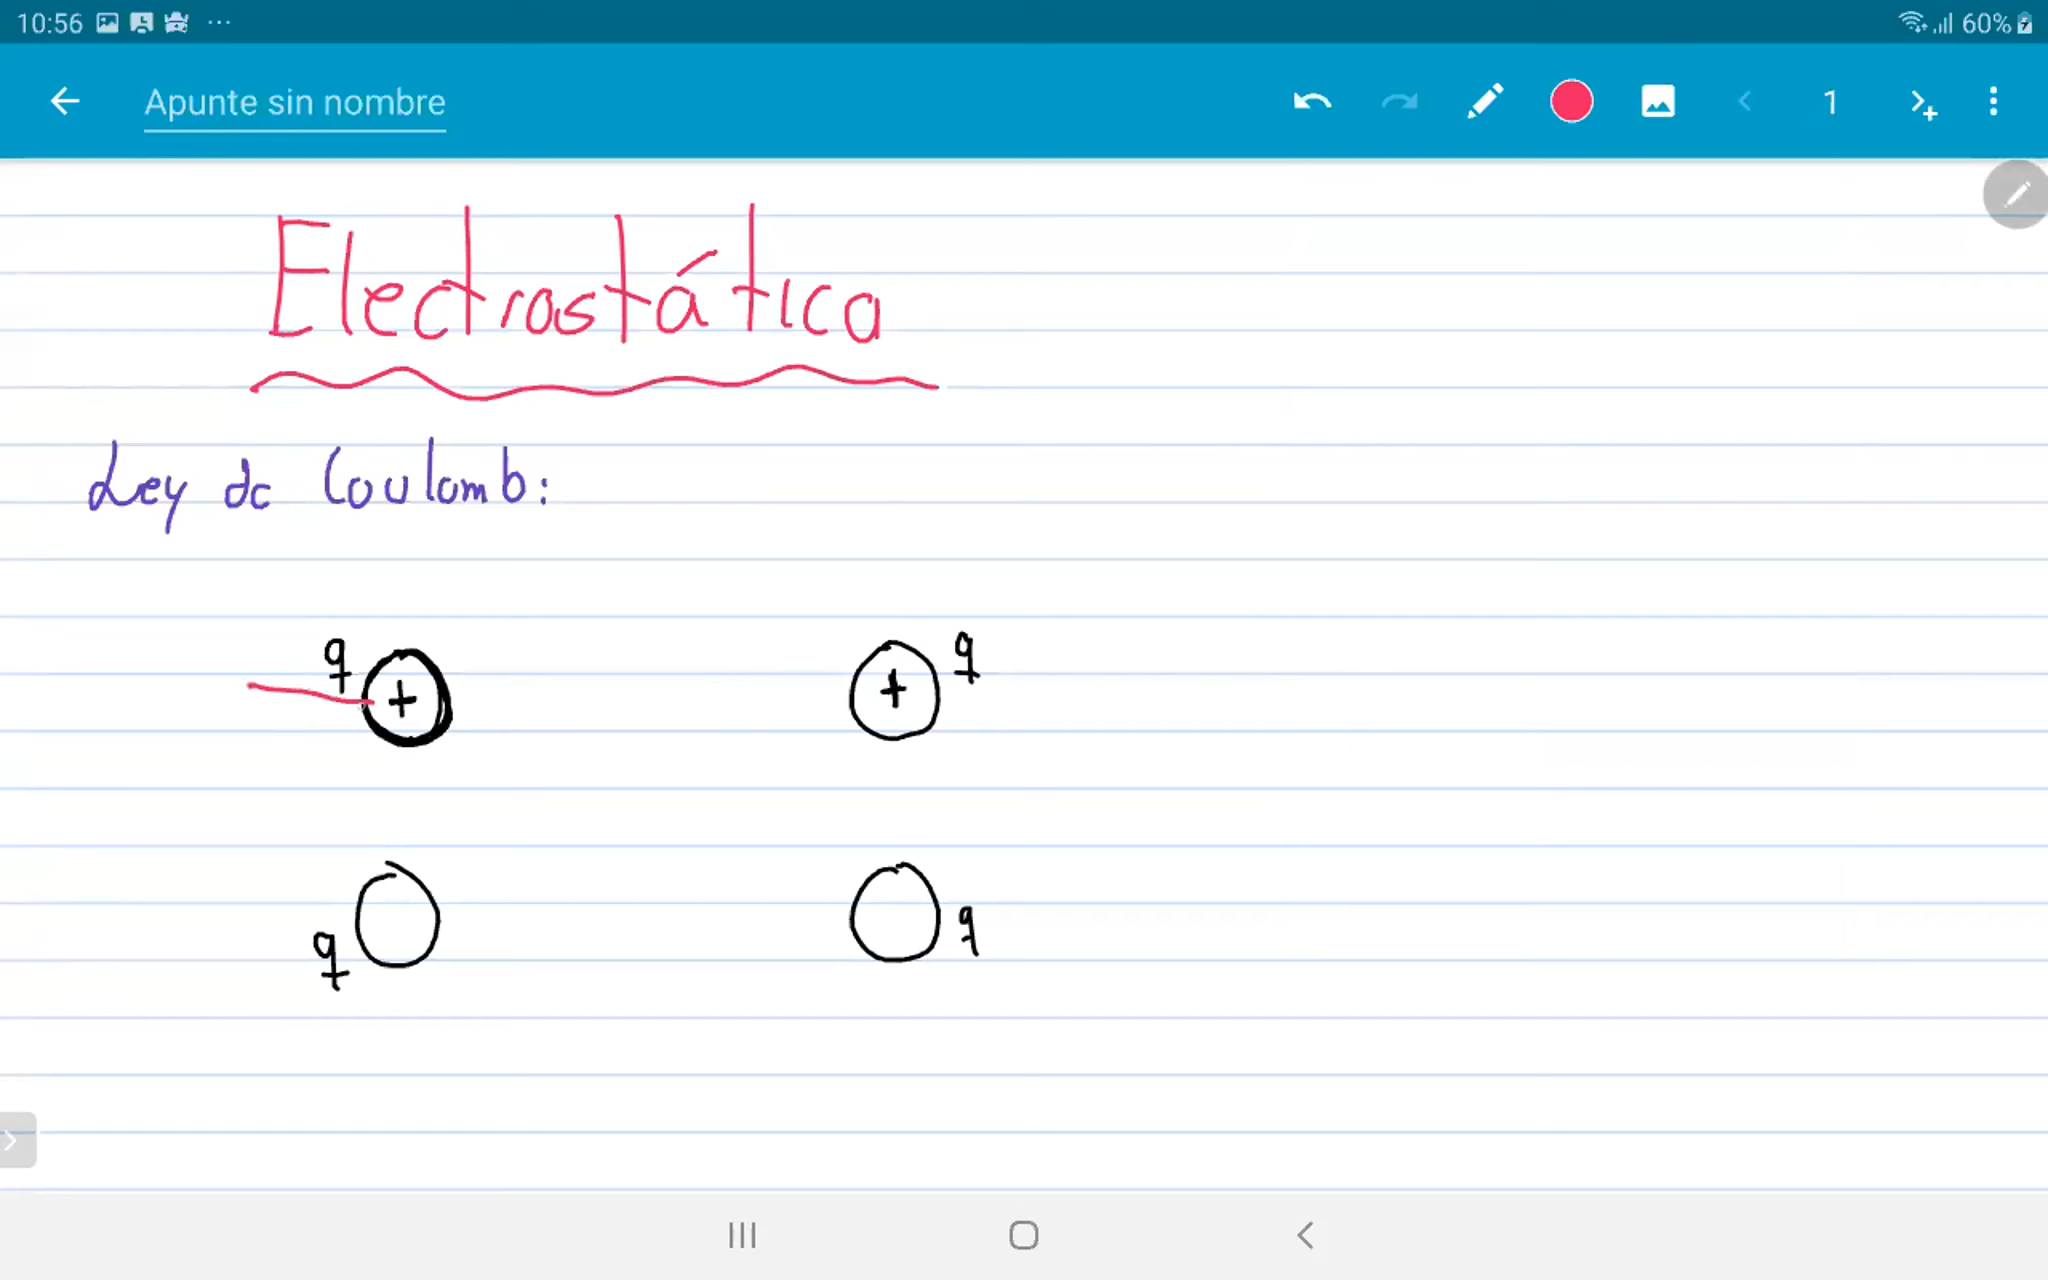 10:56 60%
Apunte sin nombre 1
Electrostática
Ley de Coulomb:
q + + q
q q